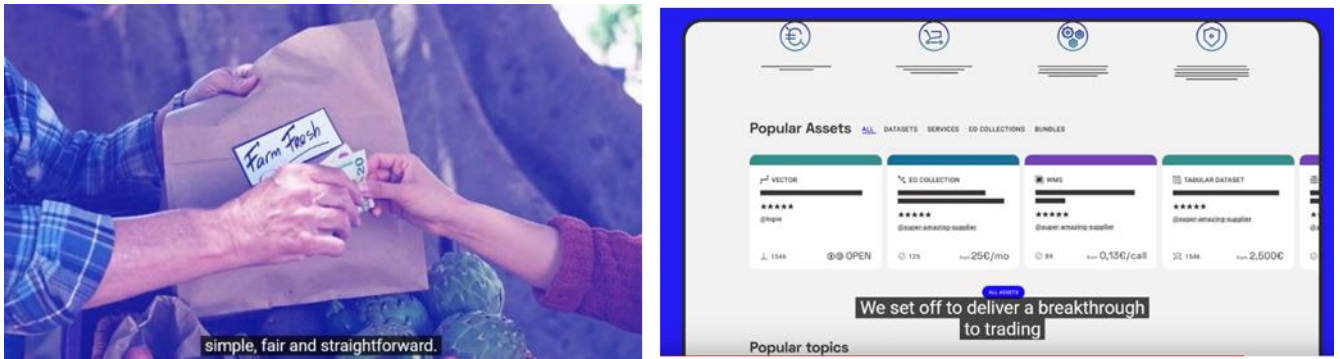 Farm Fresh
20
simple, fair and straightforward.
Popular Assets ALL DATASETS SERVICES EO COLLECTIONS BUNDLES
VECTOR
★★★★★
@topio
1546 OPEN
EO COLLECTION
★★★★★
@super-amazing-supplier
125 from 25€/mo
WMS
★★★★★
@super-amazing-supplier
89 from 0,13€/call
TABULAR DATASET
★★★★★
@super-amazing-supplier
1546 from 2,500€
ALL ASSETS
We set off to deliver a breakthrough
to trading
Popular topics